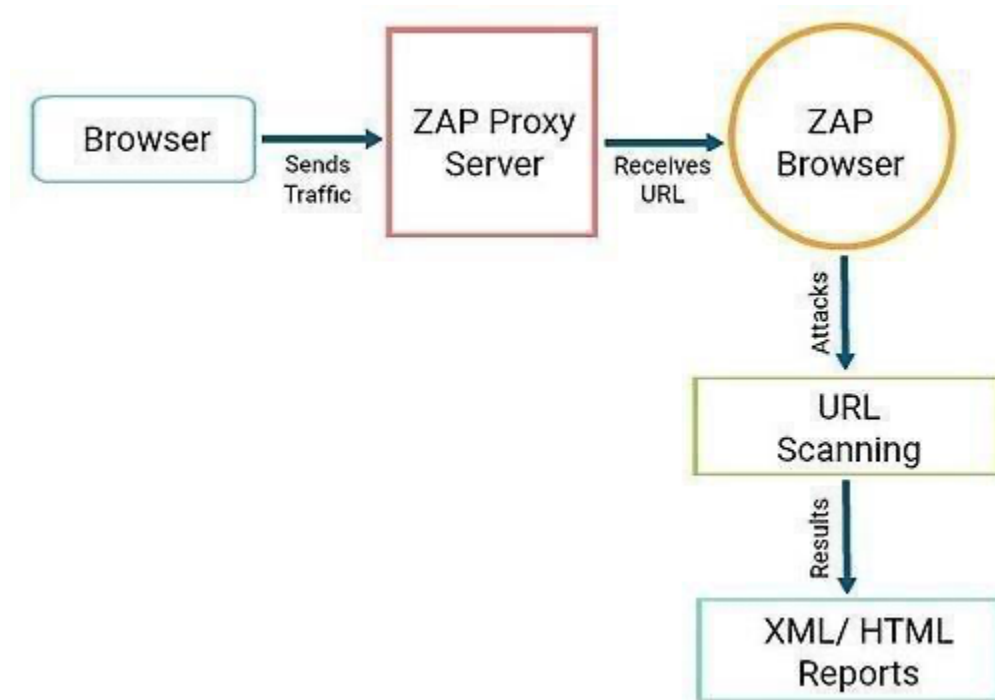 Browser
Sends
Traffic
ZAP Proxy
Server
Receives
URL
ZAP
Browser
Attacks
URL
Scanning
Results
XML/ HTML
Reports